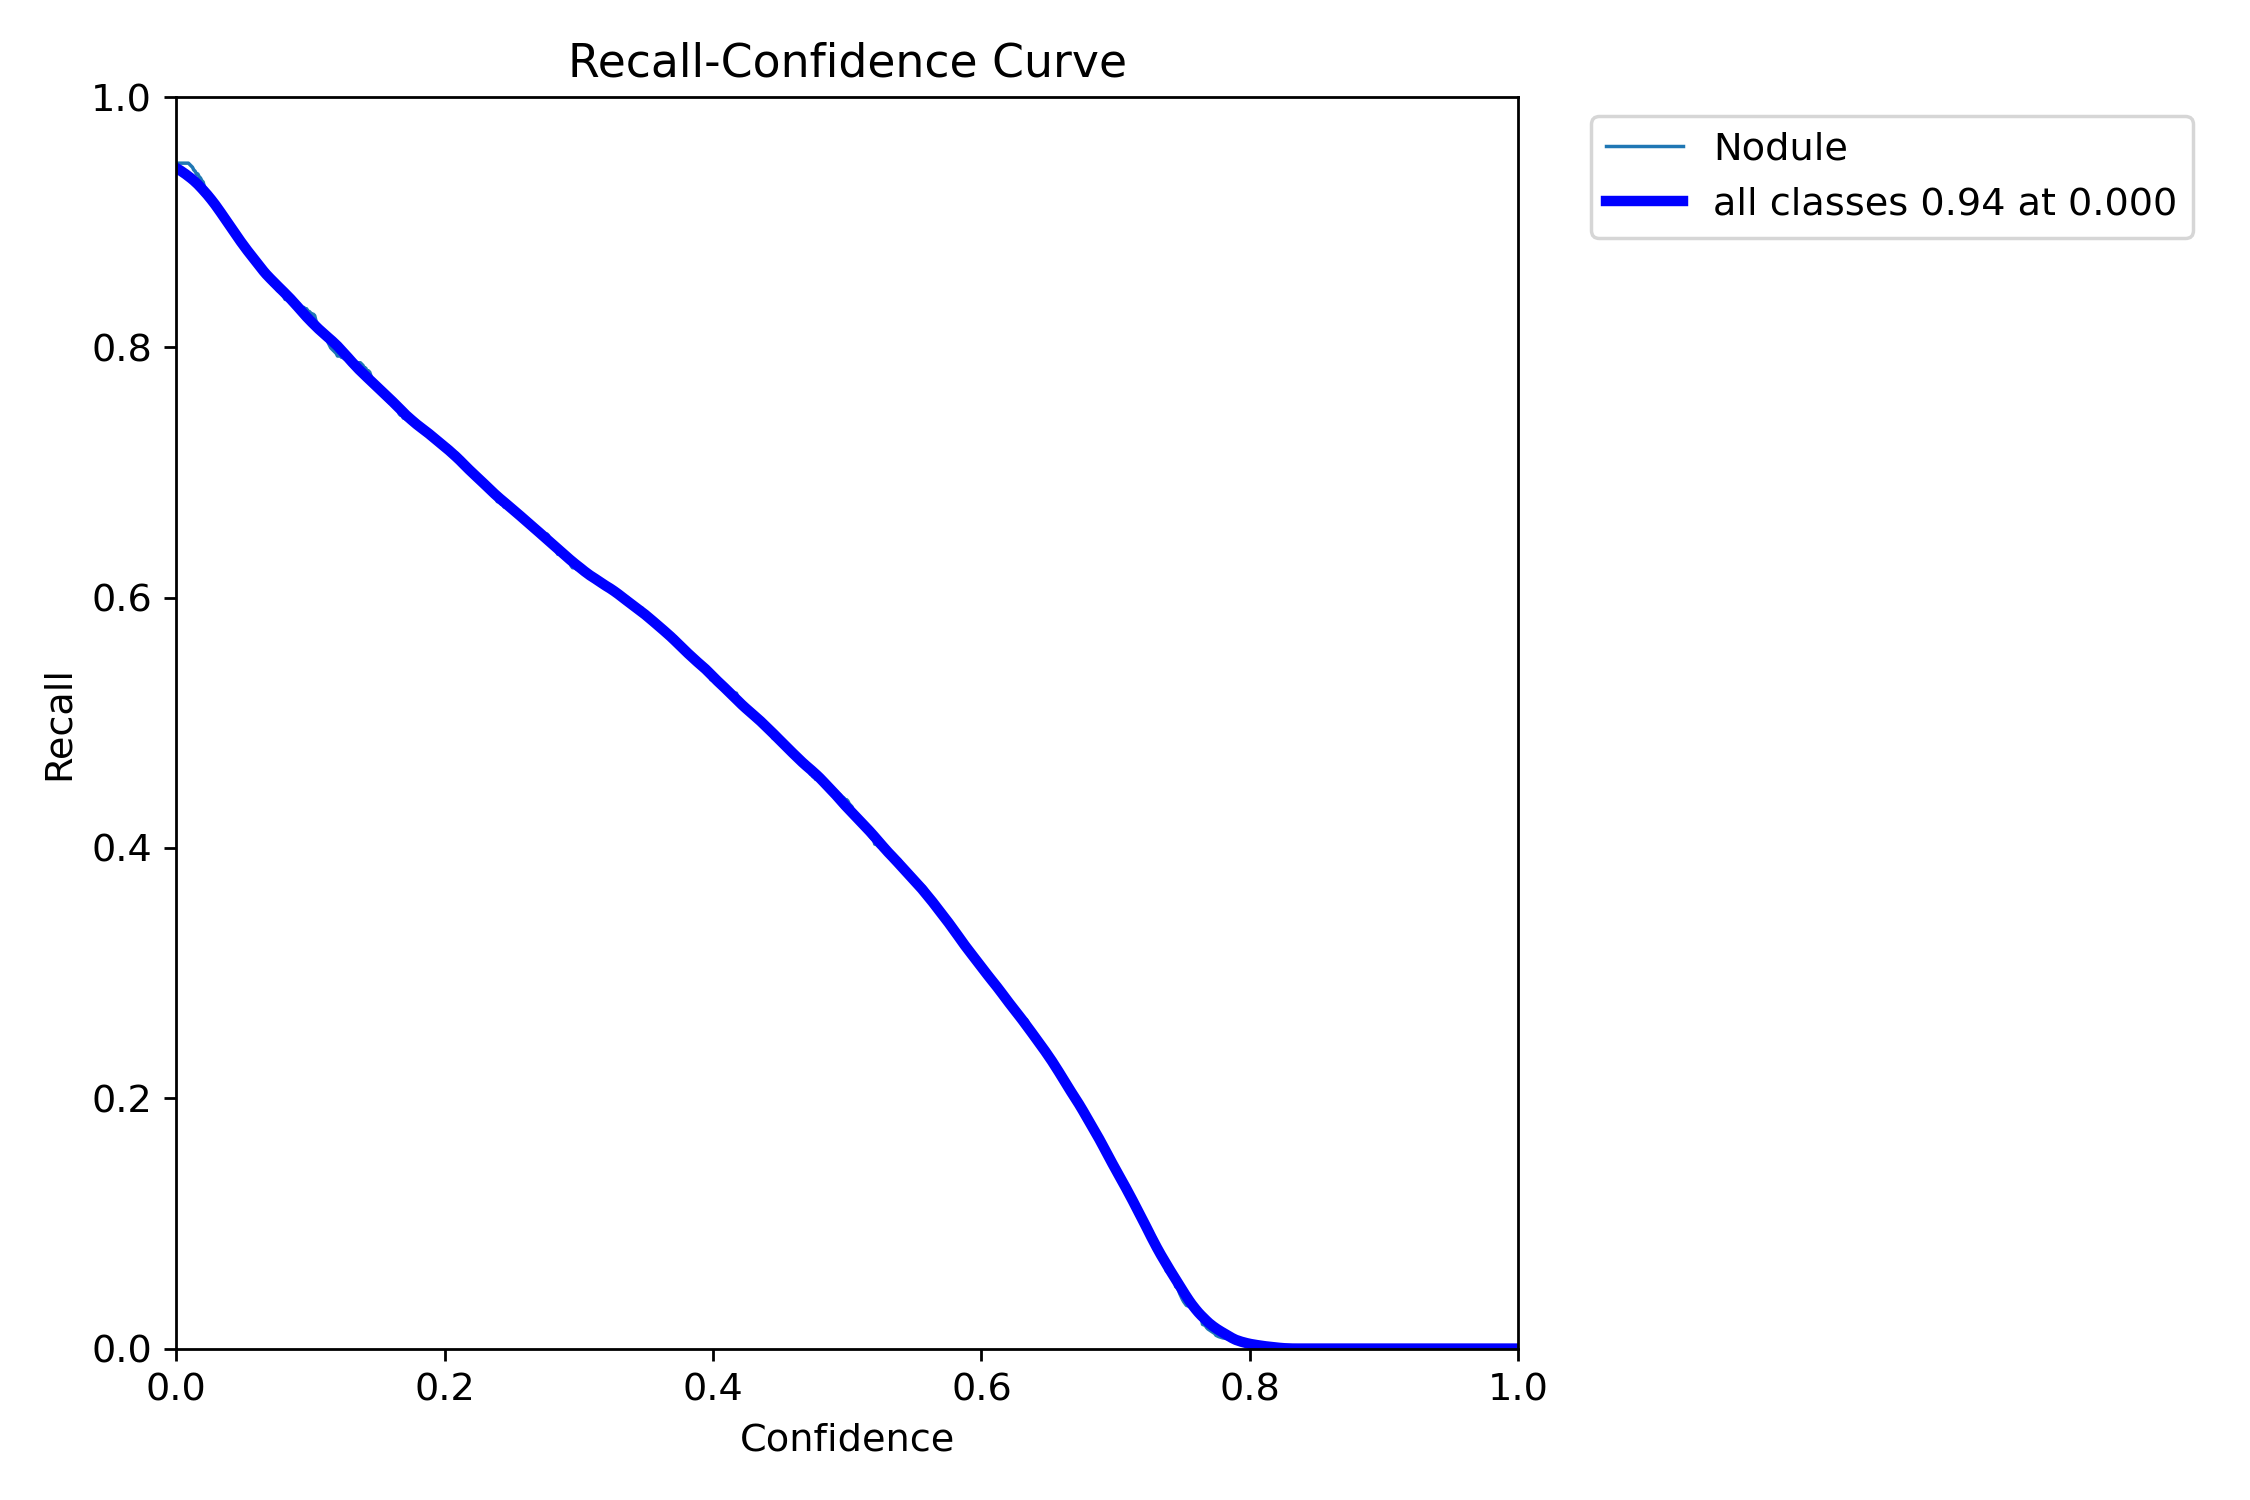 Recall-Confidence Curve
1.0
0.8
0.6
0.4
0.2
0.0
Recall
0.0 0.2 0.4 0.6 0.8 1.0
Confidence
Nodule
all classes 0.94 at 0.000